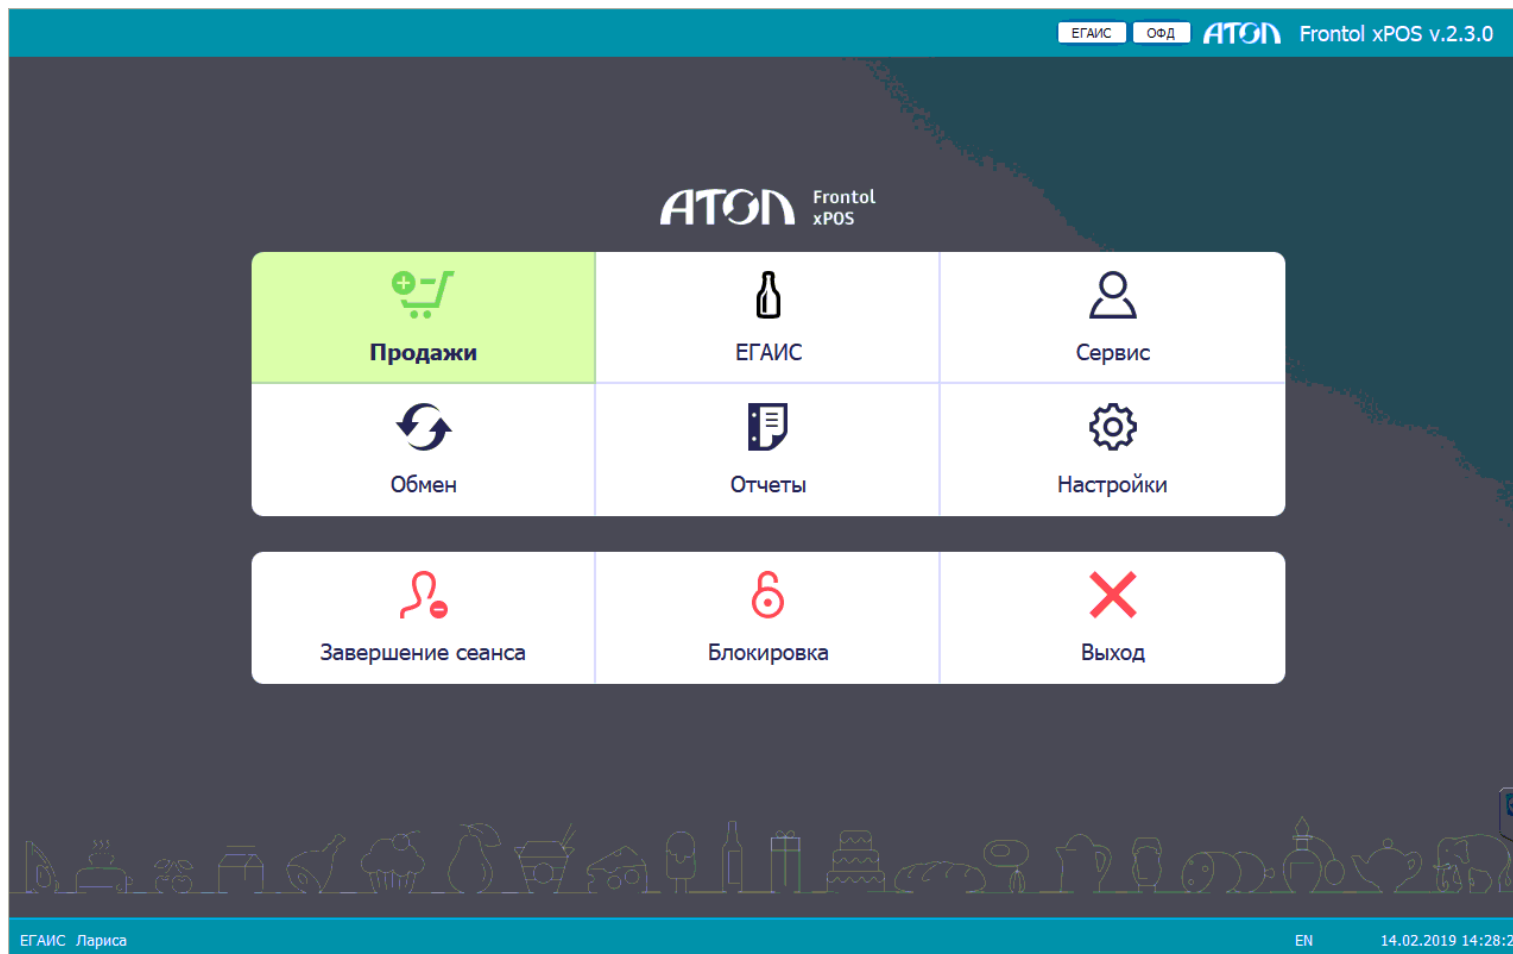 ЕГАИС ОФД АТОЛ Frontol xPOS v.2.3.0
АТОЛ Frontol
xPOS
Продажи ЕГАИС Сервис
Обмен Отчеты Настройки
Завершение сеанса Блокировка Выход
ЕГАИС Лариса EN 14.02.2019 14:28:2